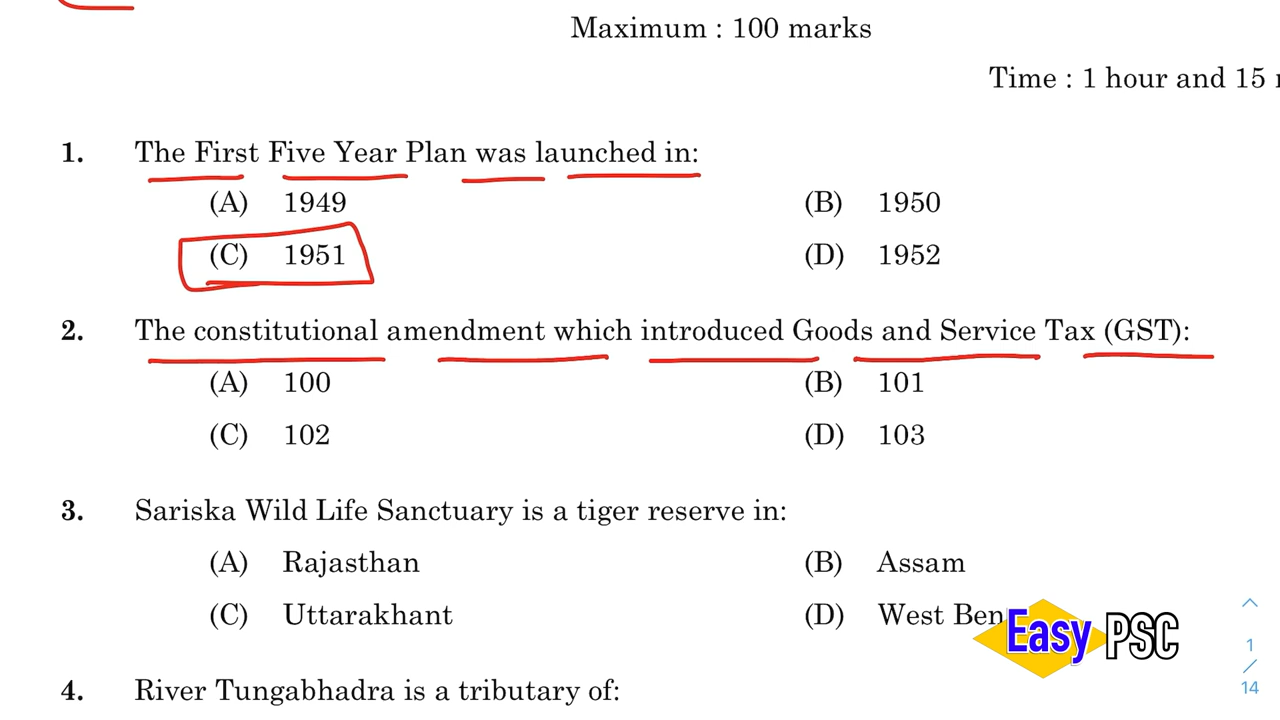 Maximum : 100 marks
Time : 1 hour and 15
1. The First Five Year Plan was launched in:
(A) 1949 (B) 1950
(C) 1951 (D) 1952
2. The constitutional amendment which introduced Goods and Service Tax (GST):
(A) 100 (B) 101
(C) 102 (D) 103
3. Sariska Wild Life Sanctuary is a tiger reserve in:
(A) Rajasthan (B) Assam
(C) Uttarakhant (D) West Ben
Easy PSC
1
/
14
4. River Tungabhadra is a tributary of: